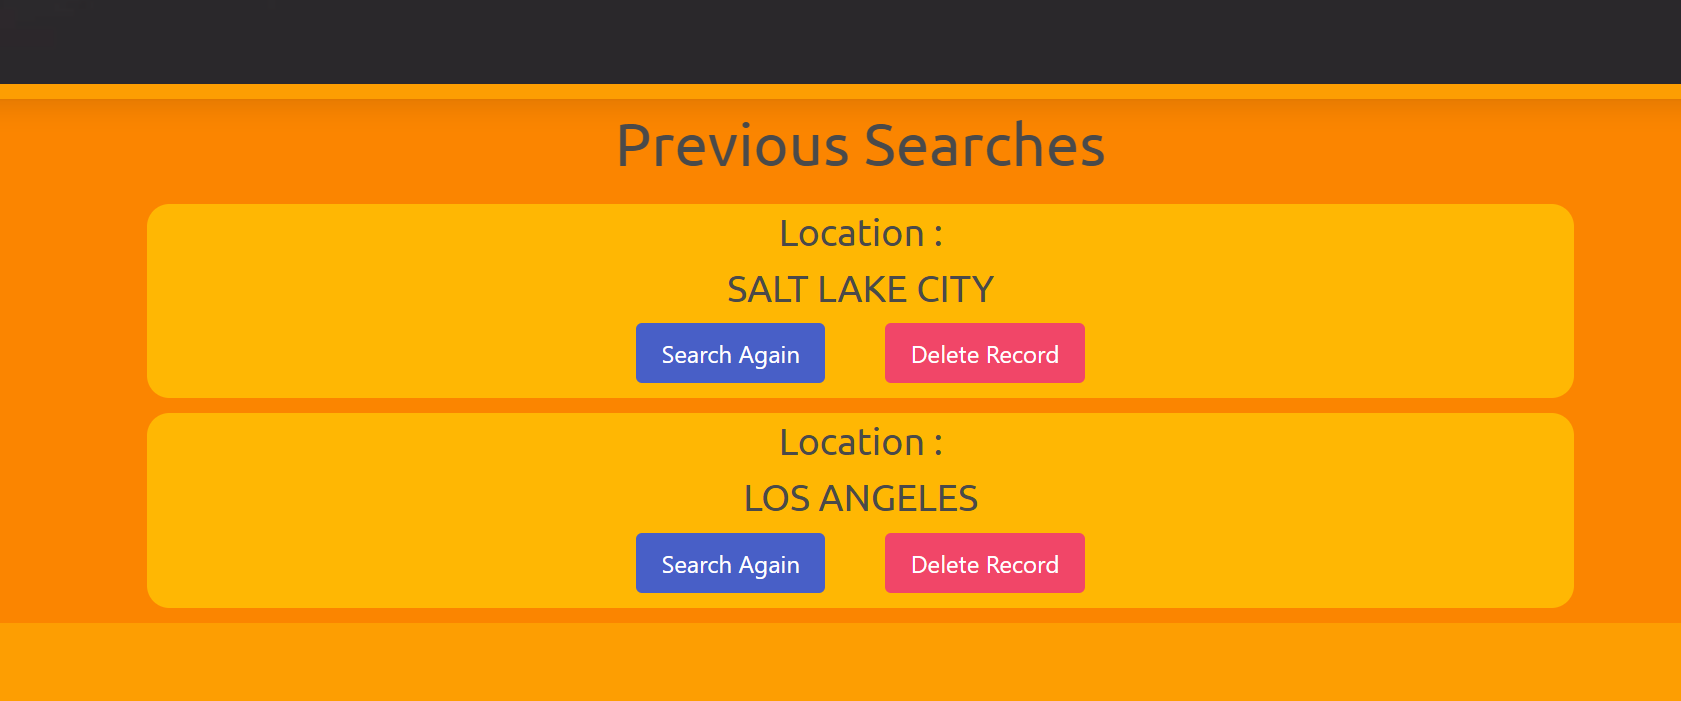 Previous Searches
Location :
SALT LAKE CITY
Search Again
Delete Record
Location :
LOS ANGELES
Search Again
Delete Record